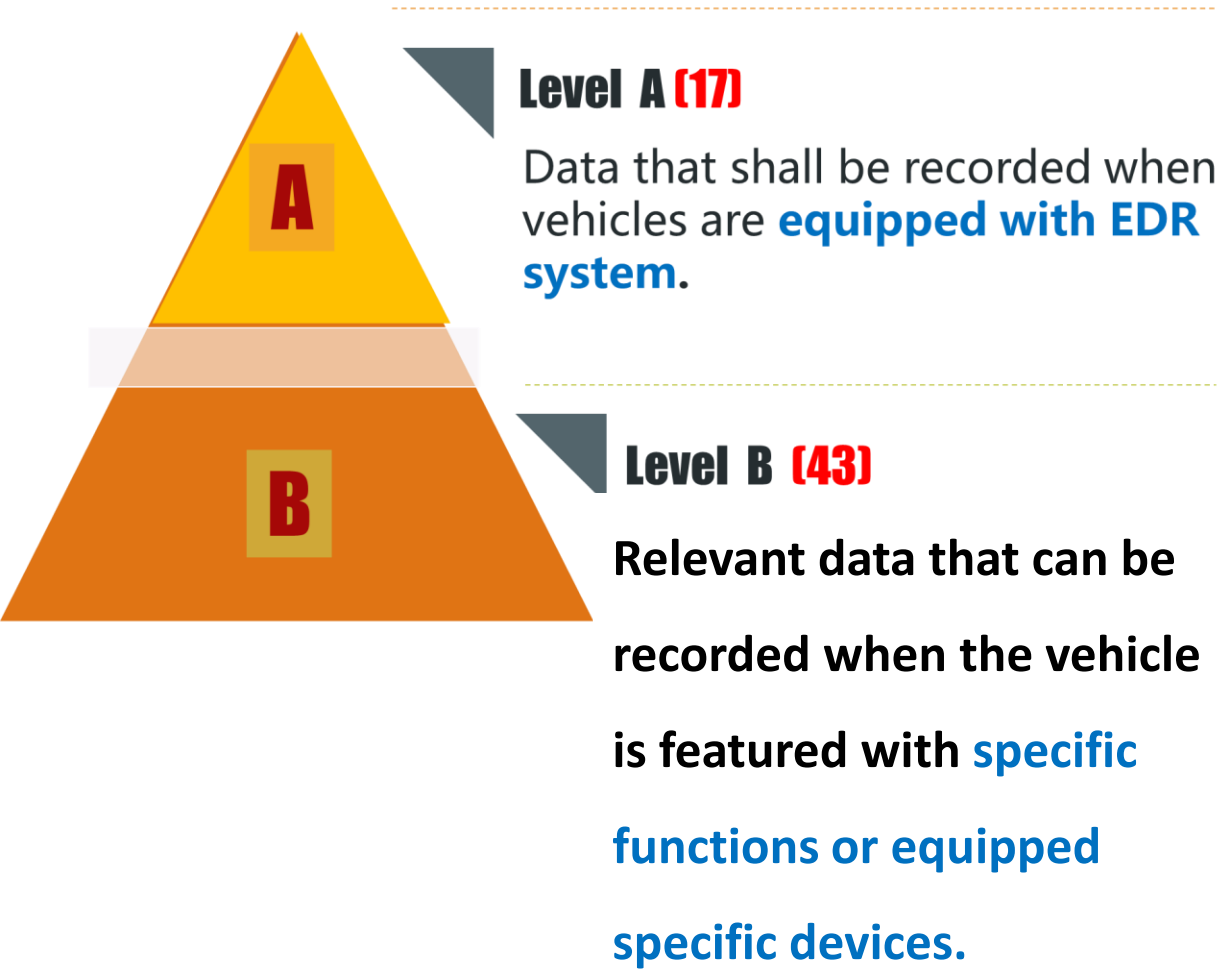 A
Level A (17)
Data that shall be recorded when
vehicles are equipped with EDR
system.
B
Level B (43)
Relevant data that can be
recorded when the vehicle
is featured with specific
functions or equipped
specific devices.